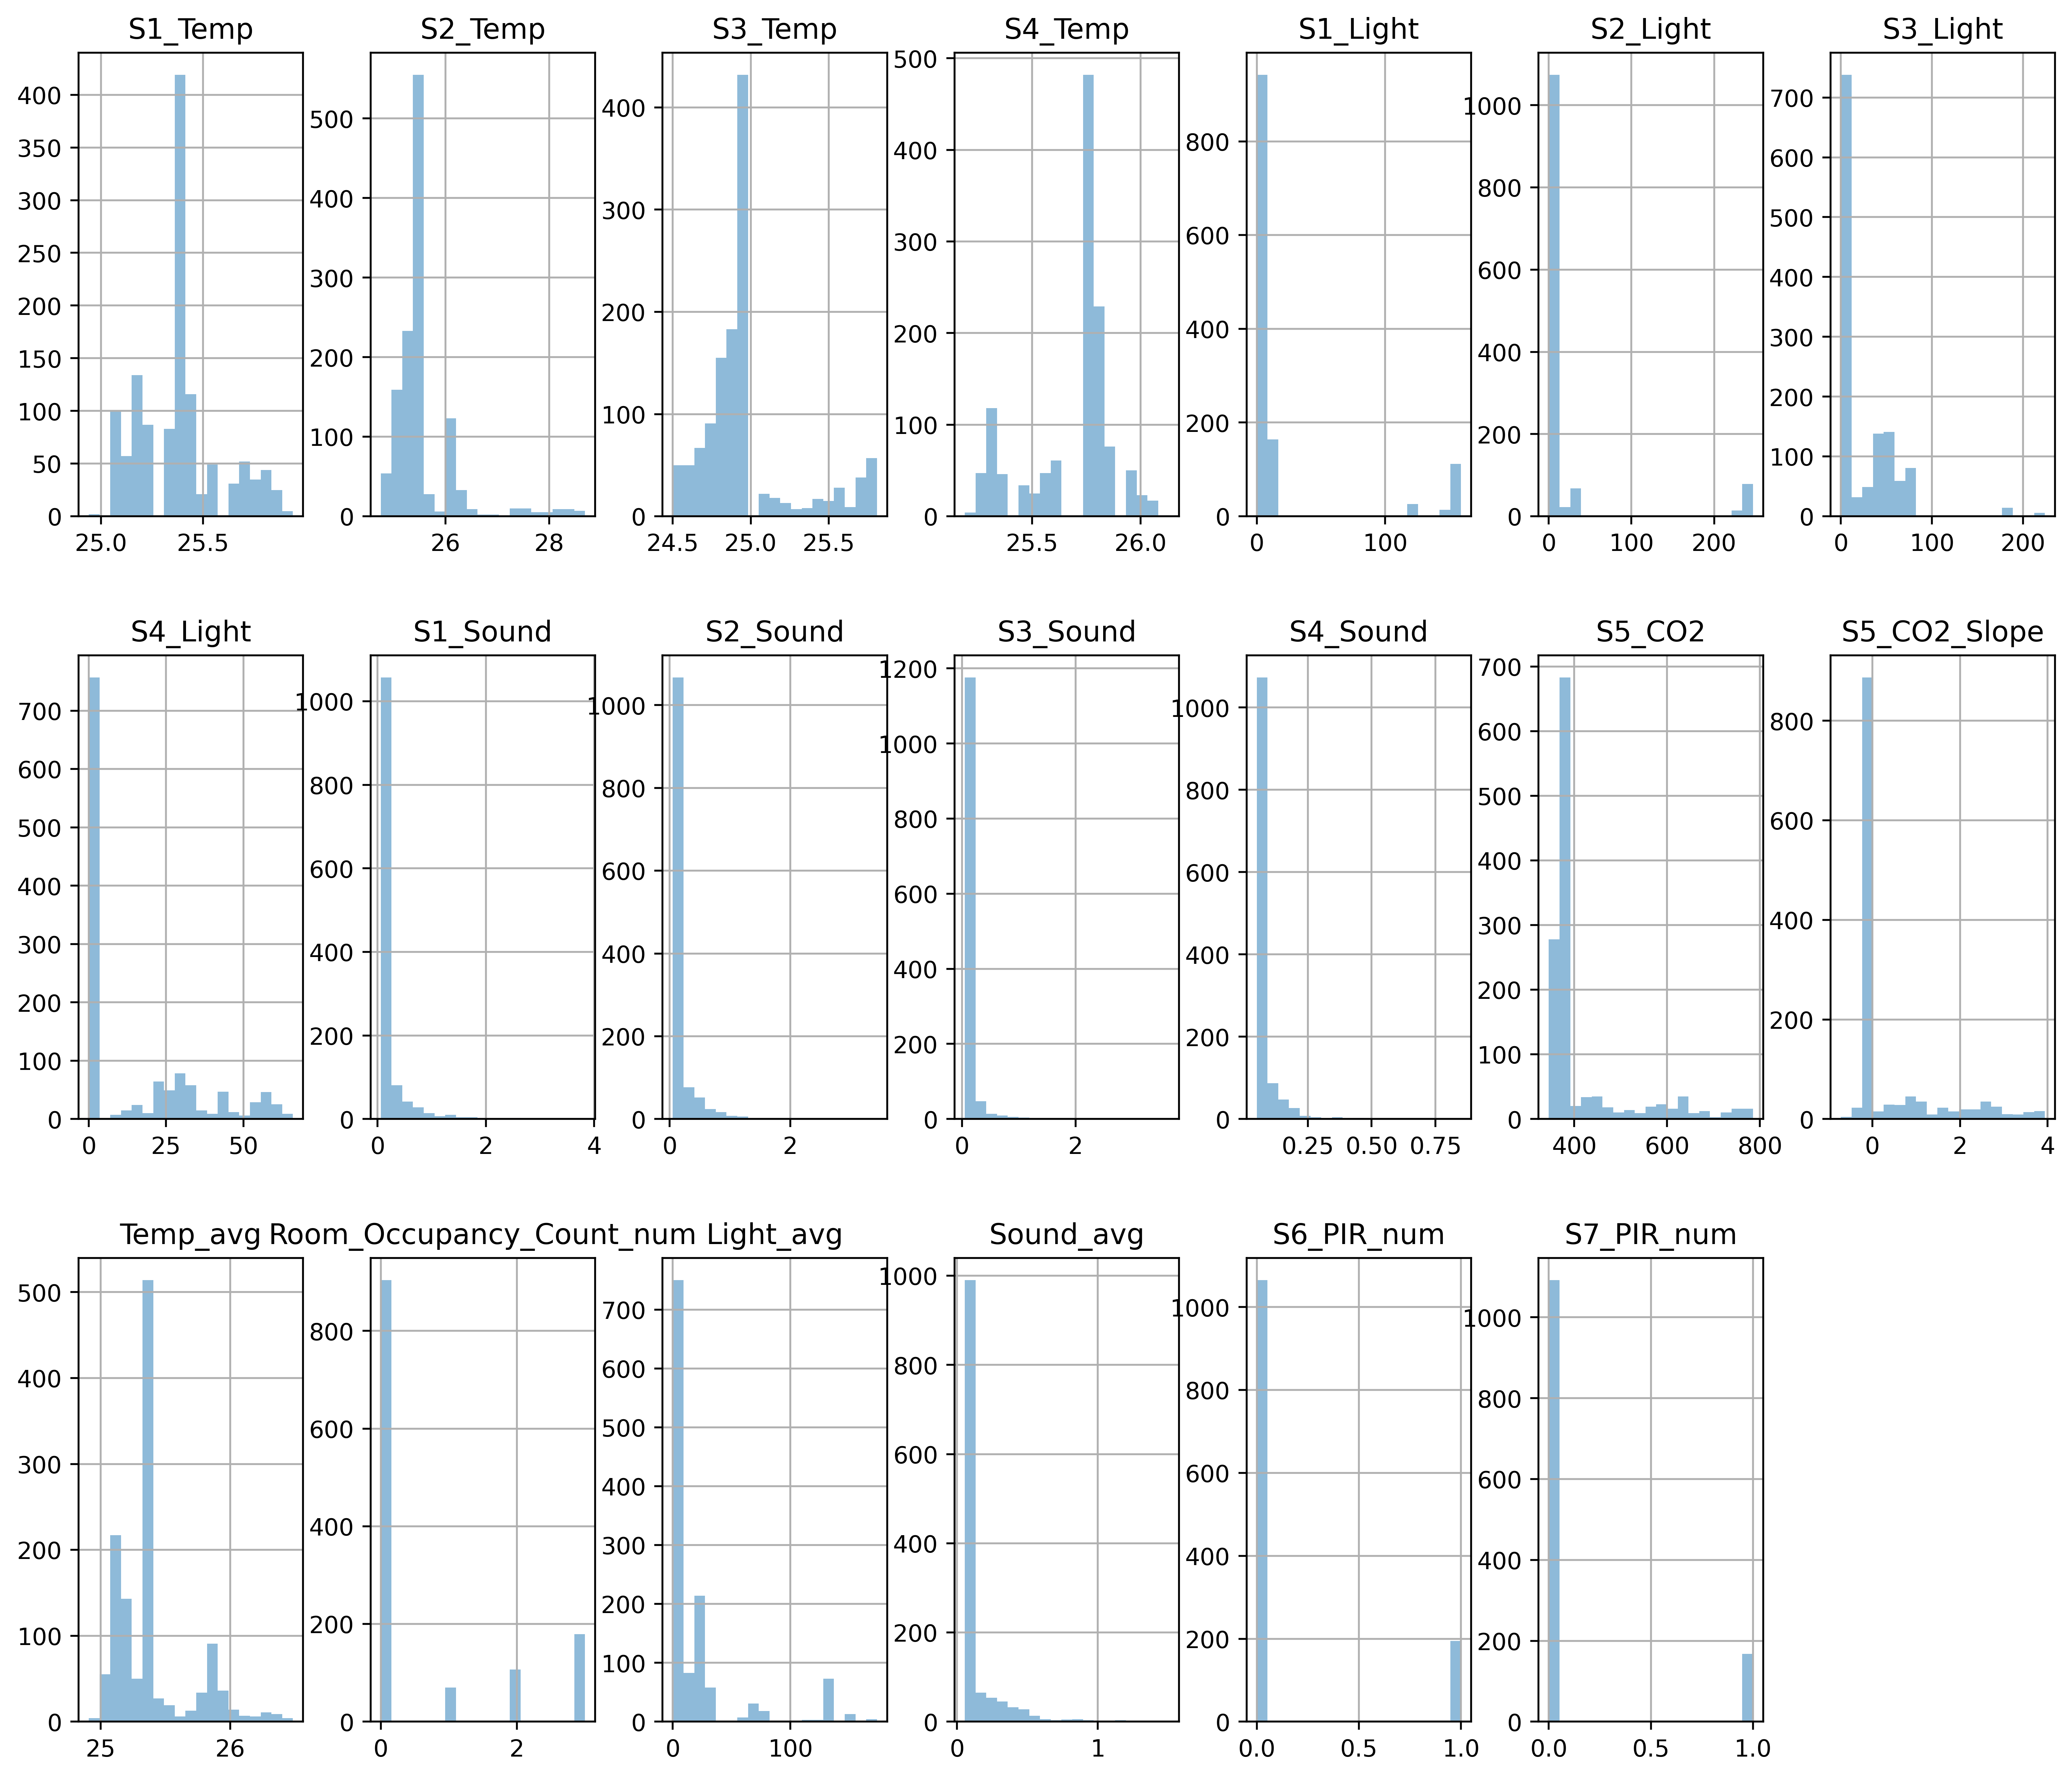 S1_Temp S2_Temp S3_Temp S4_Temp S1_Light S2_Light S3_Light
400 350 300 250 200 150 100 50 0
25.0 25.5
500 400 300 200 100 0
26 28
400 300 200 100 0
24.5 25.0 25.5
500 400 300 200 100 0
25.5 26.0
800 600 400 200 0
0 100
1000 800 600 400 200 0
0 100 200
700 600 500 400 300 200 100 0
0 100 200
S4_Light S1_Sound S2_Sound S3_Sound S4_Sound S5_CO2 S5_CO2_Slope
700 600 500 400 300 200 100 0
0 25 50
1000 800 600 400 200 0
0 2 4
1000 800 600 400 200 0
0 2
1200 1000 800 600 400 200 0
0 2
1000 800 600 400 200 0
0.25 0.50 0.75
700 600 500 400 300 200 100 0
400 600 800
800 600 400 200 0
0 2 4
Temp_avg Room_Occupancy_Count_num Light_avg Sound_avg S6_PIR_num S7_PIR_num
500 400 300 200 100 0
25 26
800 600 400 200 0
0 2
700 600 500 400 300 200 100 0
0 100
1000 800 600 400 200 0
0 1
1000 800 600 400 200 0
0.0 0.5 1.0
1000 800 600 400 200 0
0.0 0.5 1.0